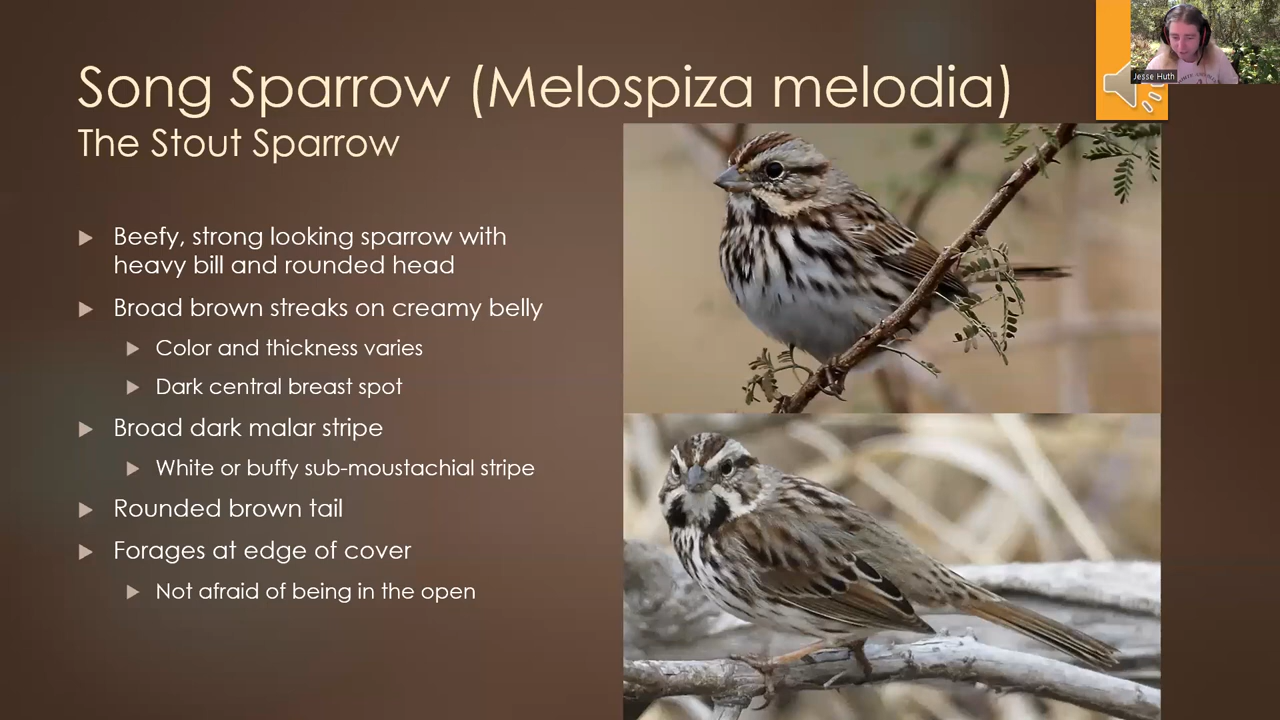 Song Sparrow (Melospiza melodia)
The Stout Sparrow
Beefy, strong looking sparrow with
heavy bill and rounded head
Broad brown streaks on creamy belly
Color and thickness varies
Dark central breast spot
Broad dark malar stripe
White or buffy sub-moustachial stripe
Rounded brown tail
Forages at edge of cover
Not afraid of being in the open
Jesse Huth